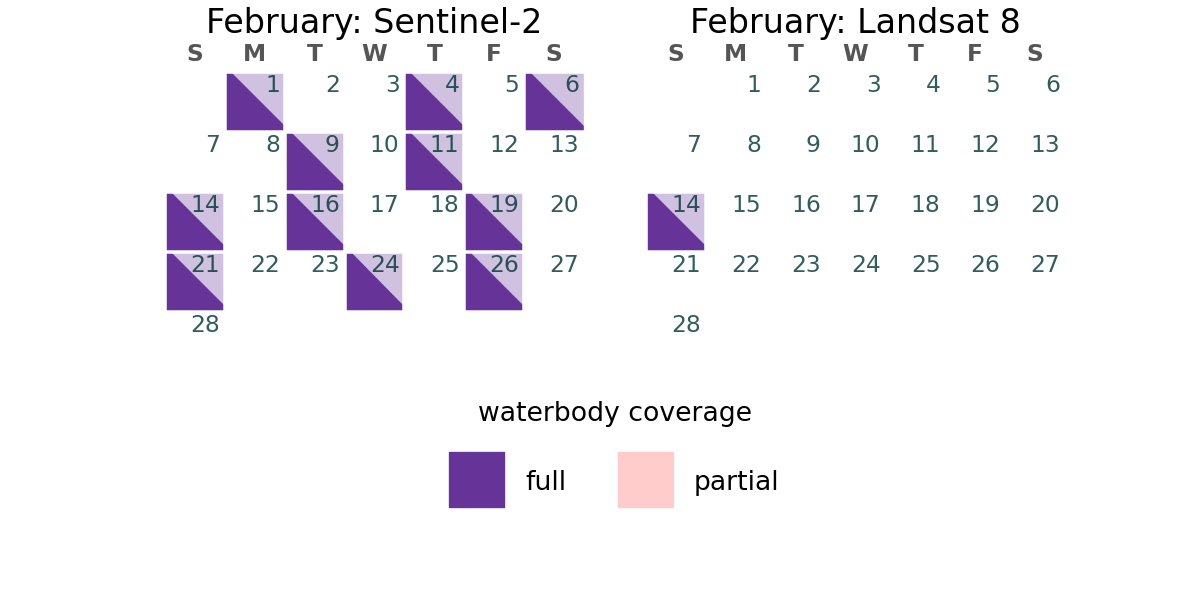 February: Sentinel-2
S M T W T F S
1 2 3 4 5 6
7 8 9 10 11 12 13
14 15 16 17 18 19 20
21 22 23 24 25 26 27
28
February: Landsat 8
S M T W T F S
1 2 3 4 5 6
7 8 9 10 11 12 13
14 15 16 17 18 19 20
21 22 23 24 25 26 27
28
waterbody coverage
full partial